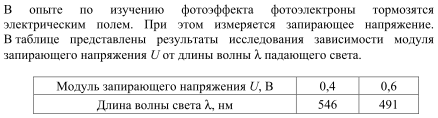 В опыте по изучению фотоэффекта фотоэлектроны тормозятся
электрическим полем. При этом измеряется запирающее напряжение.
В таблице представлены результаты исследования зависимости модуля
запирающего напряжения U от длины волны λ падающего света.
Модуль запирающего напряжения U, В 0,4 0,6
Длина волны света λ, нм 546 491